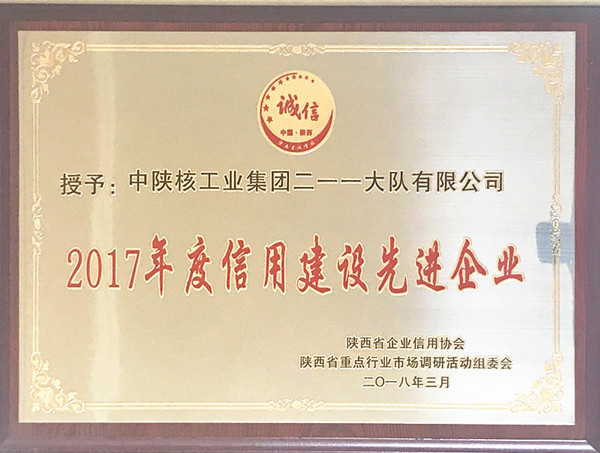 诚信
中国·陕西
授予：中陕核工业集团二一一大队有限公司
2017年度信用建设先进企业
陕西省企业信用协会
陕西省重点行业市场调研活动组委会
二〇一八年三月